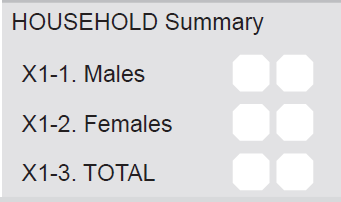 HOUSEHOLD Summary
X1-1. Males
X1-2. Females
X1-3. TOTAL